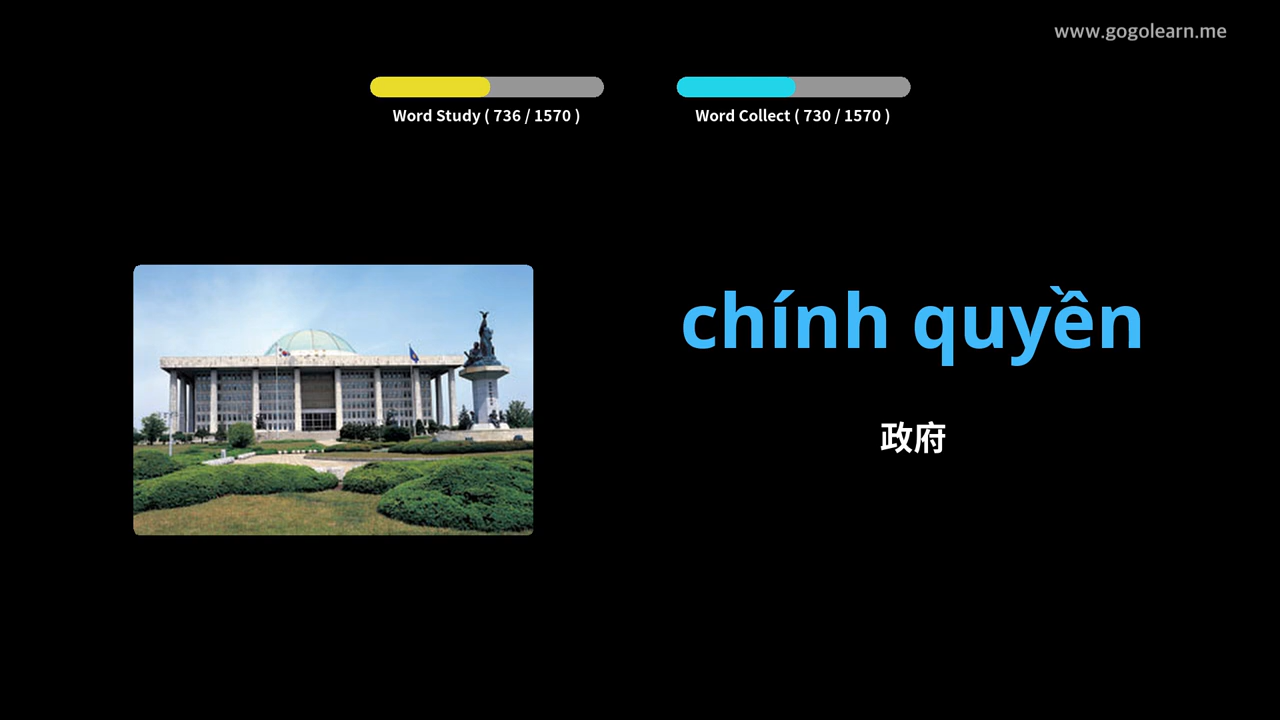 www.gogolearn.me
Word Study ( 736 / 1570 )
Word Collect ( 730 / 1570 )
chính quyền
政府